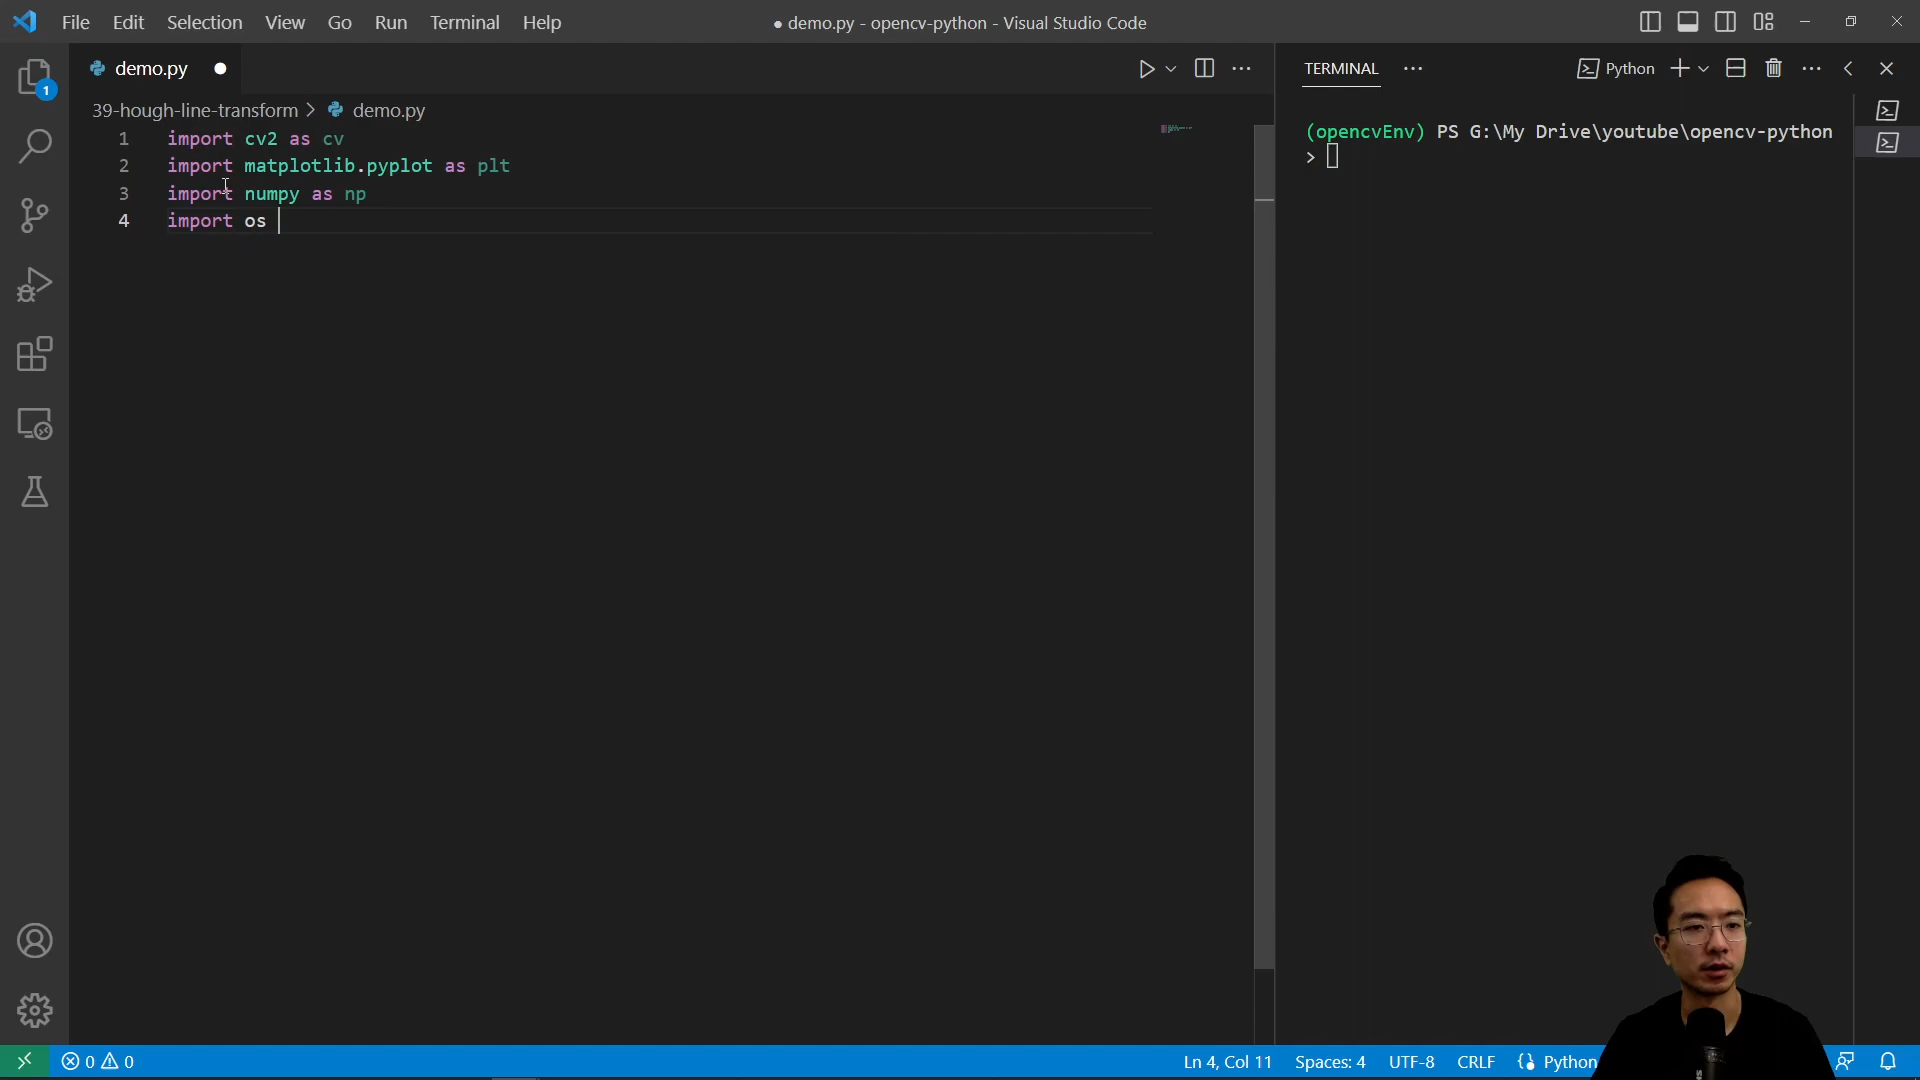 File Edit Selection View Go Run Terminal Help
● demo.py - opencv-python - Visual Studio Code
demo.py
39-hough-line-transform > demo.py
1 import cv2 as cv
2 import matplotlib.pyplot as plt
3 import numpy as np
4 import os
TERMINAL
Python
(opencvEnv) PS G:\My Drive\youtube\opencv-python
>
1
0 0
Ln 4, Col 11 Spaces: 4 UTF-8 CRLF Python